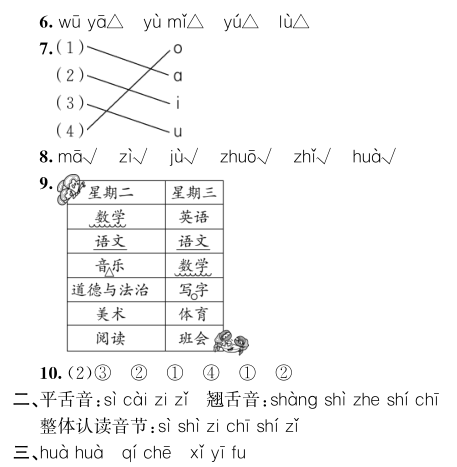 6. wū yā△ yù mǐ△ yú△ lù△
7.(1) o
(2) a
(3) i
(4) u
8. mā√ zì√ jù√ zhuō√ zhǐ√ huà√
9.
星期二 星期三
数学 英语
语文 语文
音乐 数学
道德与法治 写字
美术 体育
阅读 班会
10.(2)③ ② ① ④ ① ②
二、平舌音:sì cài zi zǐ 翘舌音:shàng shì zhe shí chī
整体认读音节:sì shì zi chī shí zǐ
三、huà huà qí chē xǐ yī fu